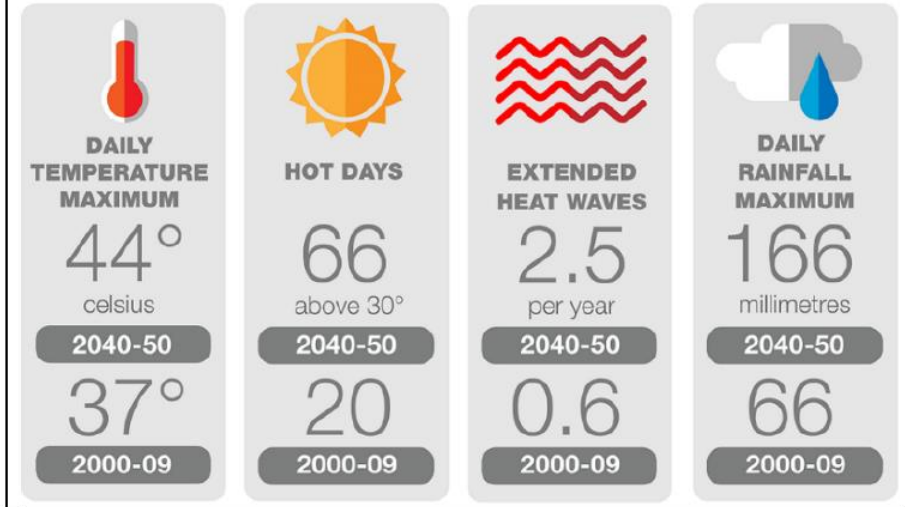 DAILY
TEMPERATURE
MAXIMUM
44°
celsius
2040-50
37°
2000-09
HOT DAYS
66
above 30°
2040-50
20
2000-09
EXTENDED
HEAT WAVES
2.5
per year
2040-50
0.6
2000-09
DAILY
RAINFALL
MAXIMUM
166
millimetres
2040-50
66
2000-09